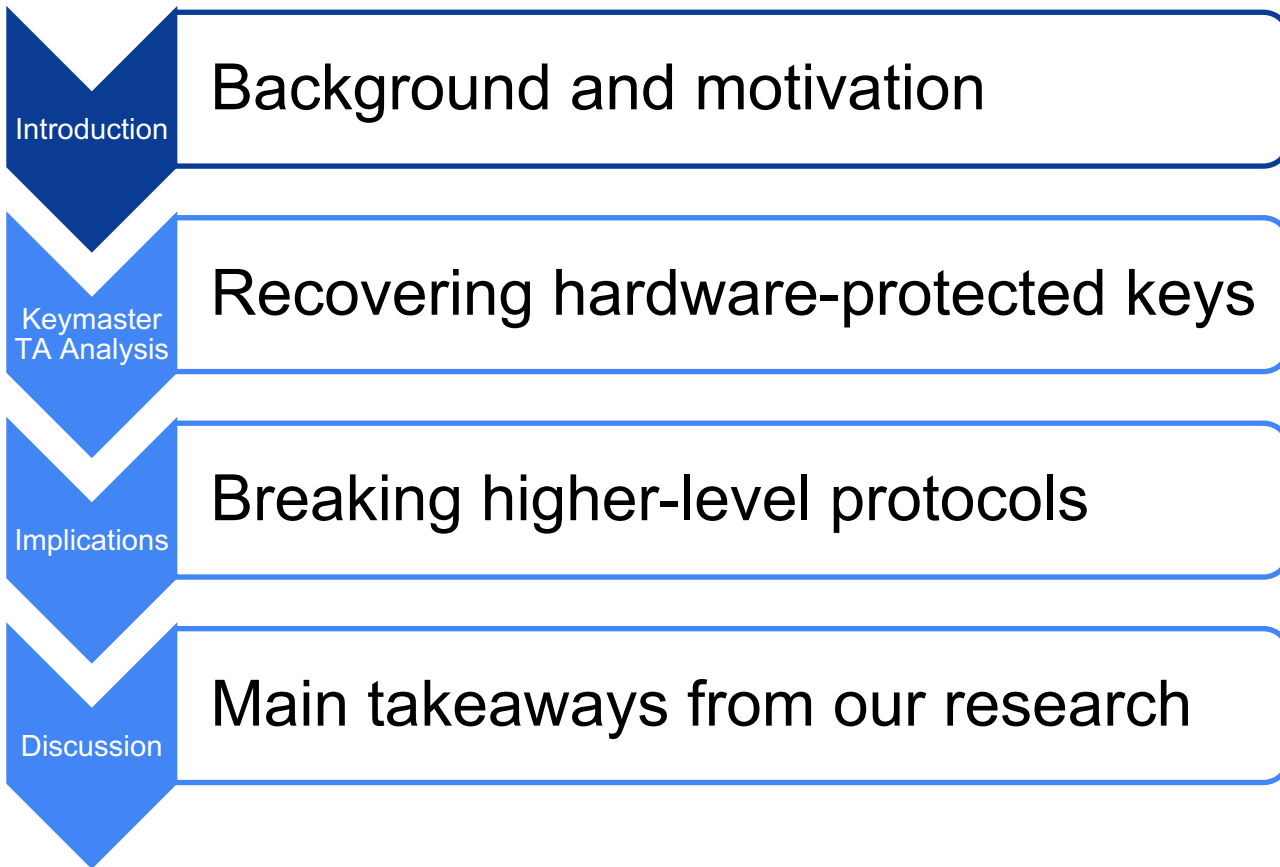 Introduction
Background and motivation
Keymaster
TA Analysis
Recovering hardware-protected keys
Implications
Breaking higher-level protocols
Discussion
Main takeaways from our research